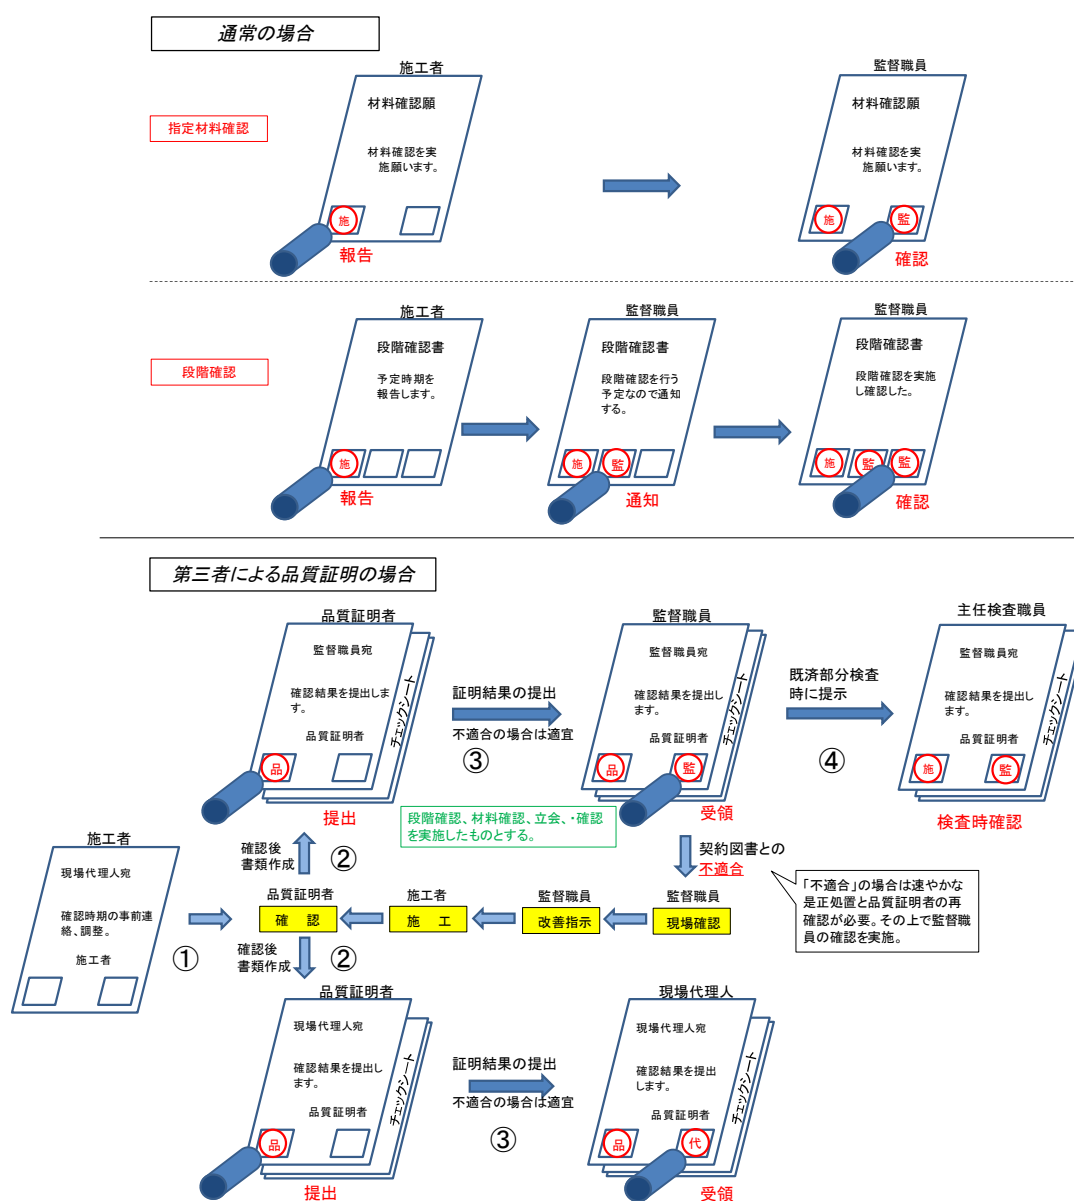 通常の場合
施工者
監督職員
指定材料確認
材料確認願
材料確認を実
施願います。
施
報告
材料確認願
材料確認を実
施願います。
施
監
確認
施工者
監督職員
監督職員
段階確認
段階確認書
予定時期を
報告します。
施
報告
段階確認書
段階確認を行う
予定なので通知
する。
施
監
通知
段階確認書
段階確認を実施
し確認した。
施
監
監
確認
第三者による品質証明の場合
品質証明者
監督職員宛
確認結果を提出しま
す。
品質証明者
チェックシート
品
提出
証明結果の提出
不適合の場合は適宜
③
監督職員
監督職員宛
確認結果を提出し
ます。
品質証明者
チェックシート
品
監
受領
既済部分検査
時に提示
④
主任検査職員
監督職員宛
確認結果を提出し
ます。
品質証明者
チェックシート
施
監
検査時確認
段階確認、材料確認、立会、・確認
を実施したものとする。
施工者
現場代理人宛
確認時期の事前連
絡、調整。
施工者
①
確認後
書類作成
②
品質証明者
確　認
施工者
施　工
監督職員
改善指示
監督職員
現場確認
契約図書との
不適合
「不適合」の場合は速やかな
是正処置と品質証明者の再
確認が必要。その上で監督職
員の確認を実施。
確認後
書類作成
②
品質証明者
現場代理人宛
確認結果を提出し
ます。
品質証明者
チェックシート
品
提出
証明結果の提出
不適合の場合は適宜
③
現場代理人
現場代理人宛
確認結果を提出
します。
品質証明者
チェックシート
品
代
受領